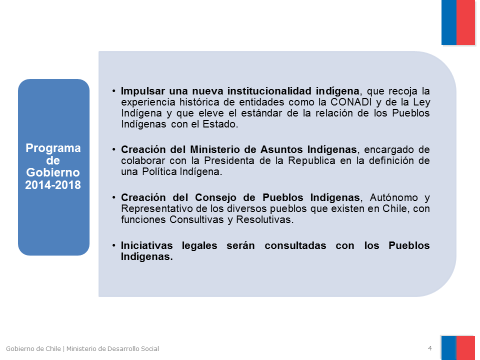 Programa
de
Gobierno
2014-2018
• Impulsar una nueva institucionalidad indígena, que recoja la
experiencia histórica de entidades como la CONADI y de la Ley
Indígena y que eleve el estándar de la relación de los Pueblos
Indígenas con el Estado.
• Creación del Ministerio de Asuntos Indígenas, encargado de
colaborar con la Presidenta de la Republica en la definición de
una Política Indígena.
• Creación del Consejo de Pueblos Indígenas, Autónomo y
Representativo de los diversos pueblos que existen en Chile, con
funciones Consultivas y Resolutivas.
• Iniciativas legales serán consultadas con los Pueblos
Indígenas.
Gobierno de Chile | Ministerio de Desarrollo Social
4